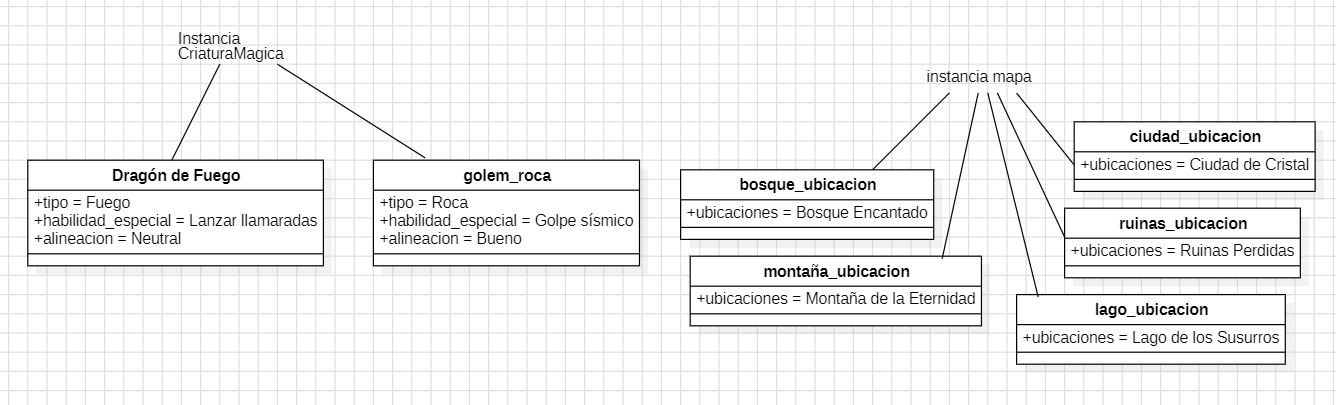 Instancia
CriaturaMagica
Dragón de Fuego
+tipo = Fuego
+habilidad_especial = Lanzar llamaradas
+alineacion = Neutral
golem_roca
+tipo = Roca
+habilidad_especial = Golpe sísmico
+alineacion = Bueno
instancia mapa
bosque_ubicacion
+ubicaciones = Bosque Encantado
montaña_ubicacion
+ubicaciones = Montaña de la Eternidad
ciudad_ubicacion
+ubicaciones = Ciudad de Cristal
ruinas_ubicacion
+ubicaciones = Ruinas Perdidas
lago_ubicacion
+ubicaciones = Lago de los Susurros